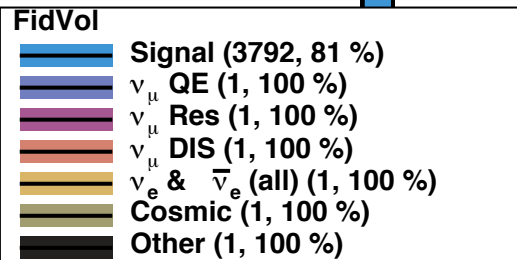 FidVol
Signal (3792, 81 %)
νμ QE (1, 100 %)
νμ Res (1, 100 %)
νμ DIS (1, 100 %)
νe & ν̅e (all) (1, 100 %)
Cosmic (1, 100 %)
Other (1, 100 %)